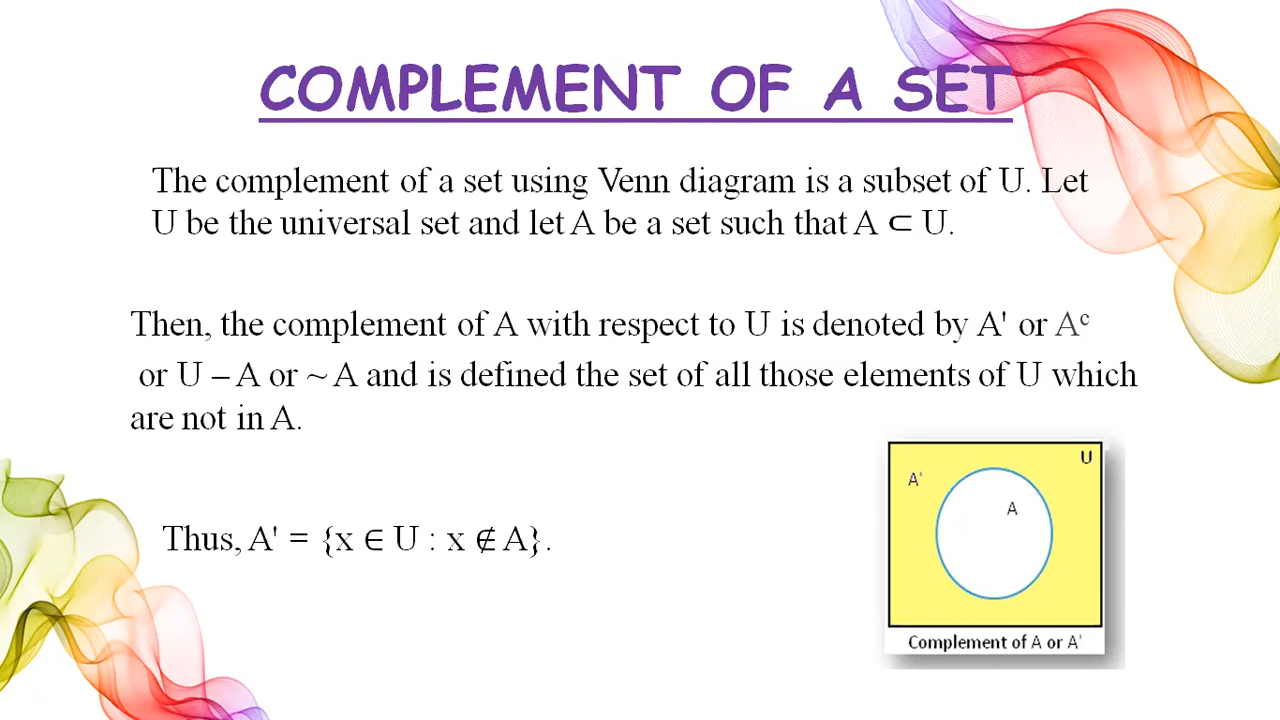 COMPLEMENT OF A SET
The complement of a set using Venn diagram is a subset of U. Let
U be the universal set and let A be a set such that A ⊂ U.
Then, the complement of A with respect to U is denoted by A' or Aᶜ
or U – A or ~ A and is defined the set of all those elements of U which
are not in A.
Thus, A' = {x ∈ U : x ∉ A}.
U
A'
A
Complement of A or A'